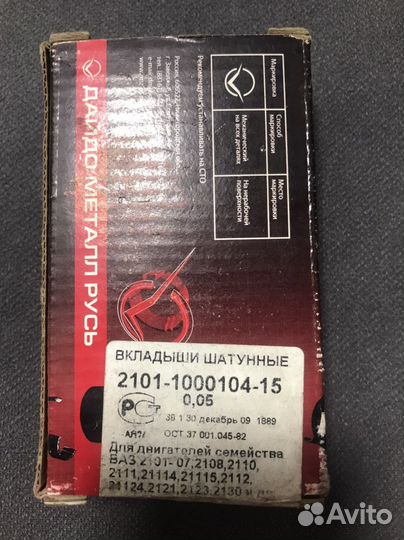 ДАЙДО МЕТАЛЛ РУСЬ
Рекомендуем устанавливать на СТО
Маркировка
Способ
маркировки
Механический
на всех деталях
Место
маркировки
На нерабочей
поверхности
ВКЛАДЫШИ ШАТУННЫЕ
2101-1000104-15
0,05
36 1 30 декабрь 09 1889
ОСТ 37 001.045-82
Для двигателей семейства
ВАЗ 2101- 07,2108,2110,
2111,21114,21115,2112,
21124,2121,2123,2130 и
Avito